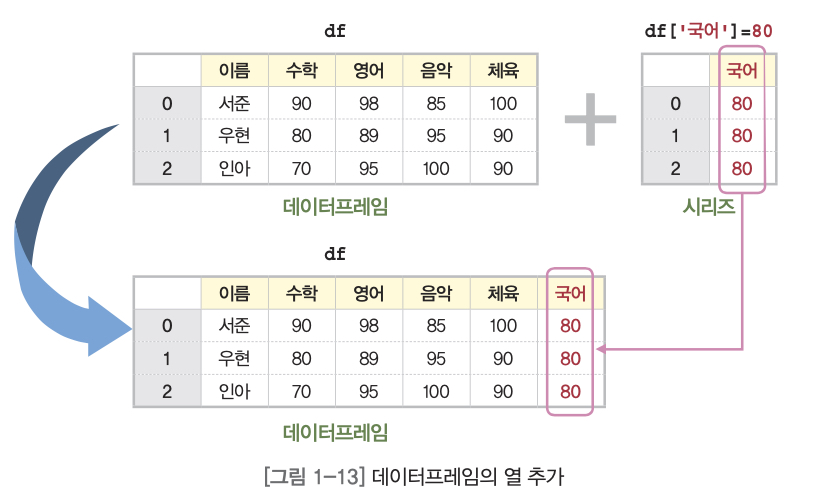 df
이름 수학 영어 음악 체육
0 서준 90 98 85 100
1 우현 80 89 95 90
2 인아 70 95 100 90
데이터프레임
df['국어']=80
국어
0 80
1 80
2 80
시리즈
df
이름 수학 영어 음악 체육 국어
0 서준 90 98 85 100 80
1 우현 80 89 95 90 80
2 인아 70 95 100 90 80
데이터프레임
[그림 1-13] 데이터프레임의 열 추가